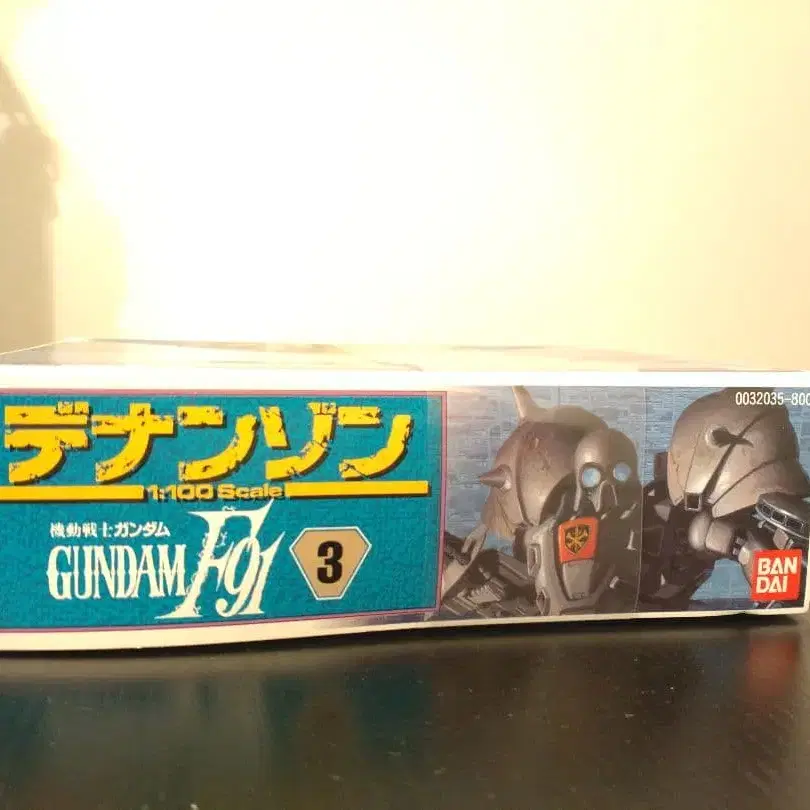 デナンゾン
1:100 Scale
機動戦士ガンダム
GUNDAM F91
3
0032035-800
BAN
DAI